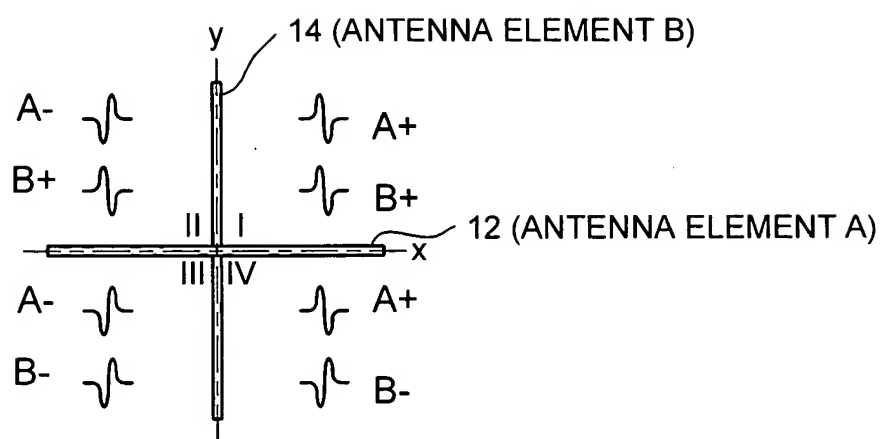 y
14 (ANTENNA ELEMENT B)
A-
A+
B+
B+
II I
12 (ANTENNA ELEMENT A)
x
III IV
A-
A+
B-
B-